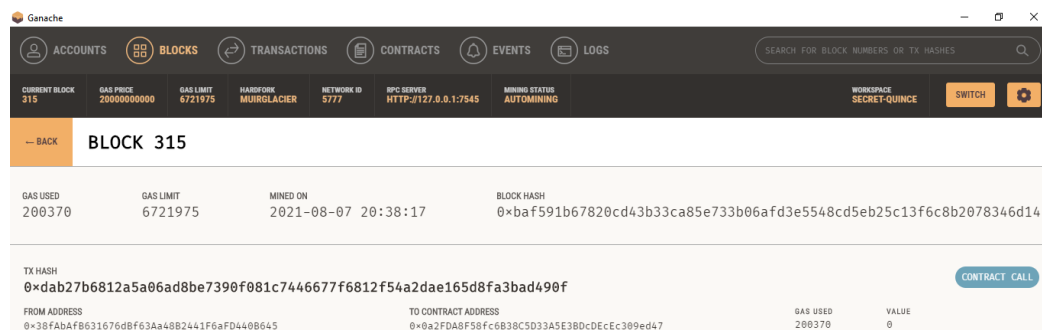 Ganache
ACCOUNTS BLOCKS TRANSACTIONS CONTRACTS EVENTS LOGS SEARCH FOR BLOCK NUMBERS OR TX HASHES
CURRENT BLOCK GAS PRICE GAS LIMIT HARDFORK NETWORK ID RPC SERVER MINING STATUS WORKSPACE
315 20000000000 6721975 MUIRGLACIER 5777 HTTP://127.0.0.1:7545 AUTOMINING SECRET-QUINCE SWITCH
← BACK BLOCK 315
GAS USED GAS LIMIT MINED ON BLOCK HASH
200370 6721975 2021-08-07 20:38:17 0×baf591b67820cd43b33ca85e733b06afd3e5548cd5eb25c13f6c8b2078346d14
TX HASH
0×dab27b6812a5a06ad8be7390f081c7446677f6812f54a2dae165d8fa3bad490f CONTRACT CALL
FROM ADDRESS TO CONTRACT ADDRESS GAS USED VALUE
0×38fAbAfB631676dBf63Aa48B2441F6aFD440B645 0×0a2FDA8F58fc6B38C5D33A5E3BDcDEcEc309ed47 200370 0